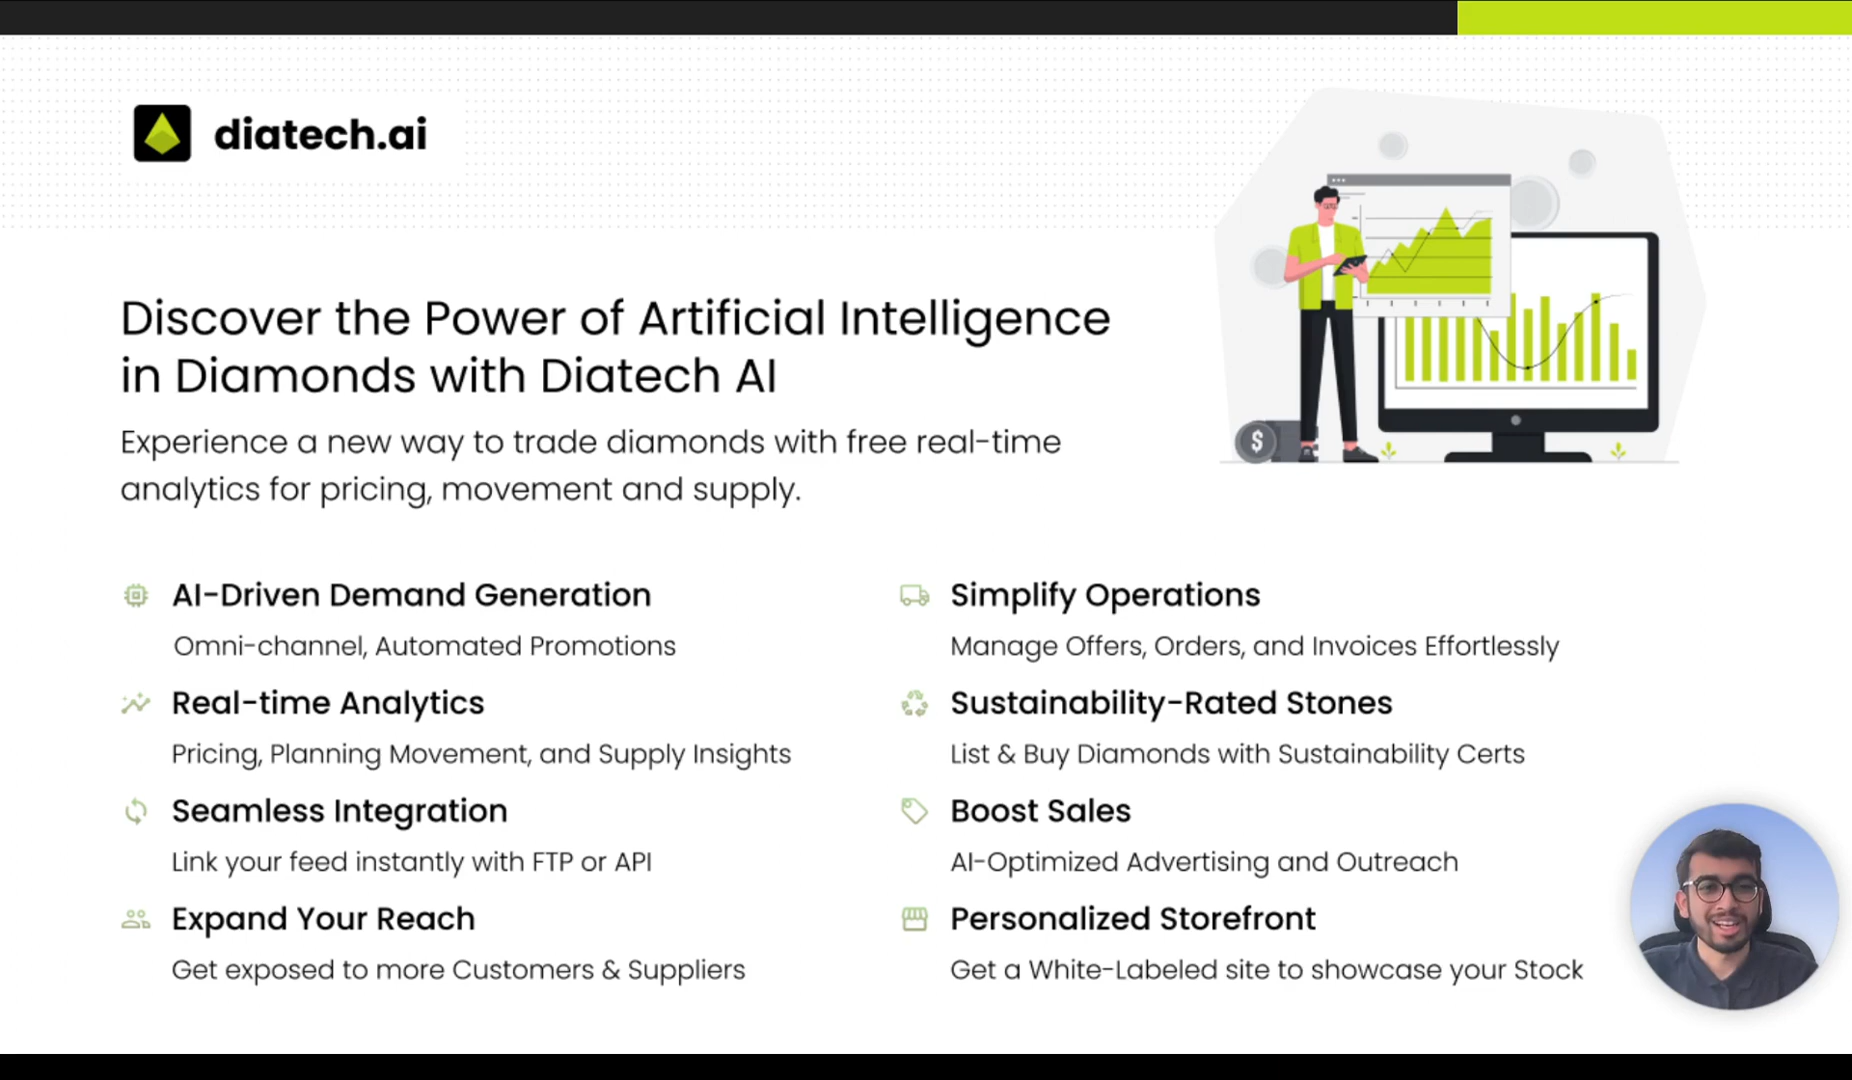 diatech.ai
Discover the Power of Artificial Intelligence
in Diamonds with Diatech AI
Experience a new way to trade diamonds with free real-time
analytics for pricing, movement and supply.
AI-Driven Demand Generation
Omni-channel, Automated Promotions
Real-time Analytics
Pricing, Planning Movement, and Supply Insights
Seamless Integration
Link your feed instantly with FTP or API
Expand Your Reach
Get exposed to more Customers & Suppliers
Simplify Operations
Manage Offers, Orders, and Invoices Effortlessly
Sustainability-Rated Stones
List & Buy Diamonds with Sustainability Certs
Boost Sales
AI-Optimized Advertising and Outreach
Personalized Storefront
Get a White-Labeled site to showcase your Stock
$